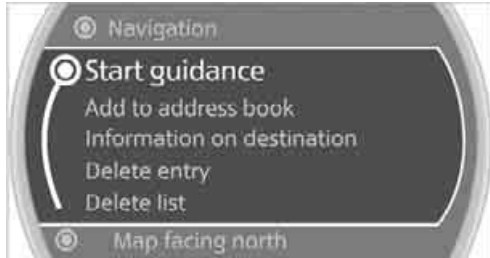 Navigation
Start guidance
Add to address book
Information on destination
Delete entry
Delete list
Map facing north